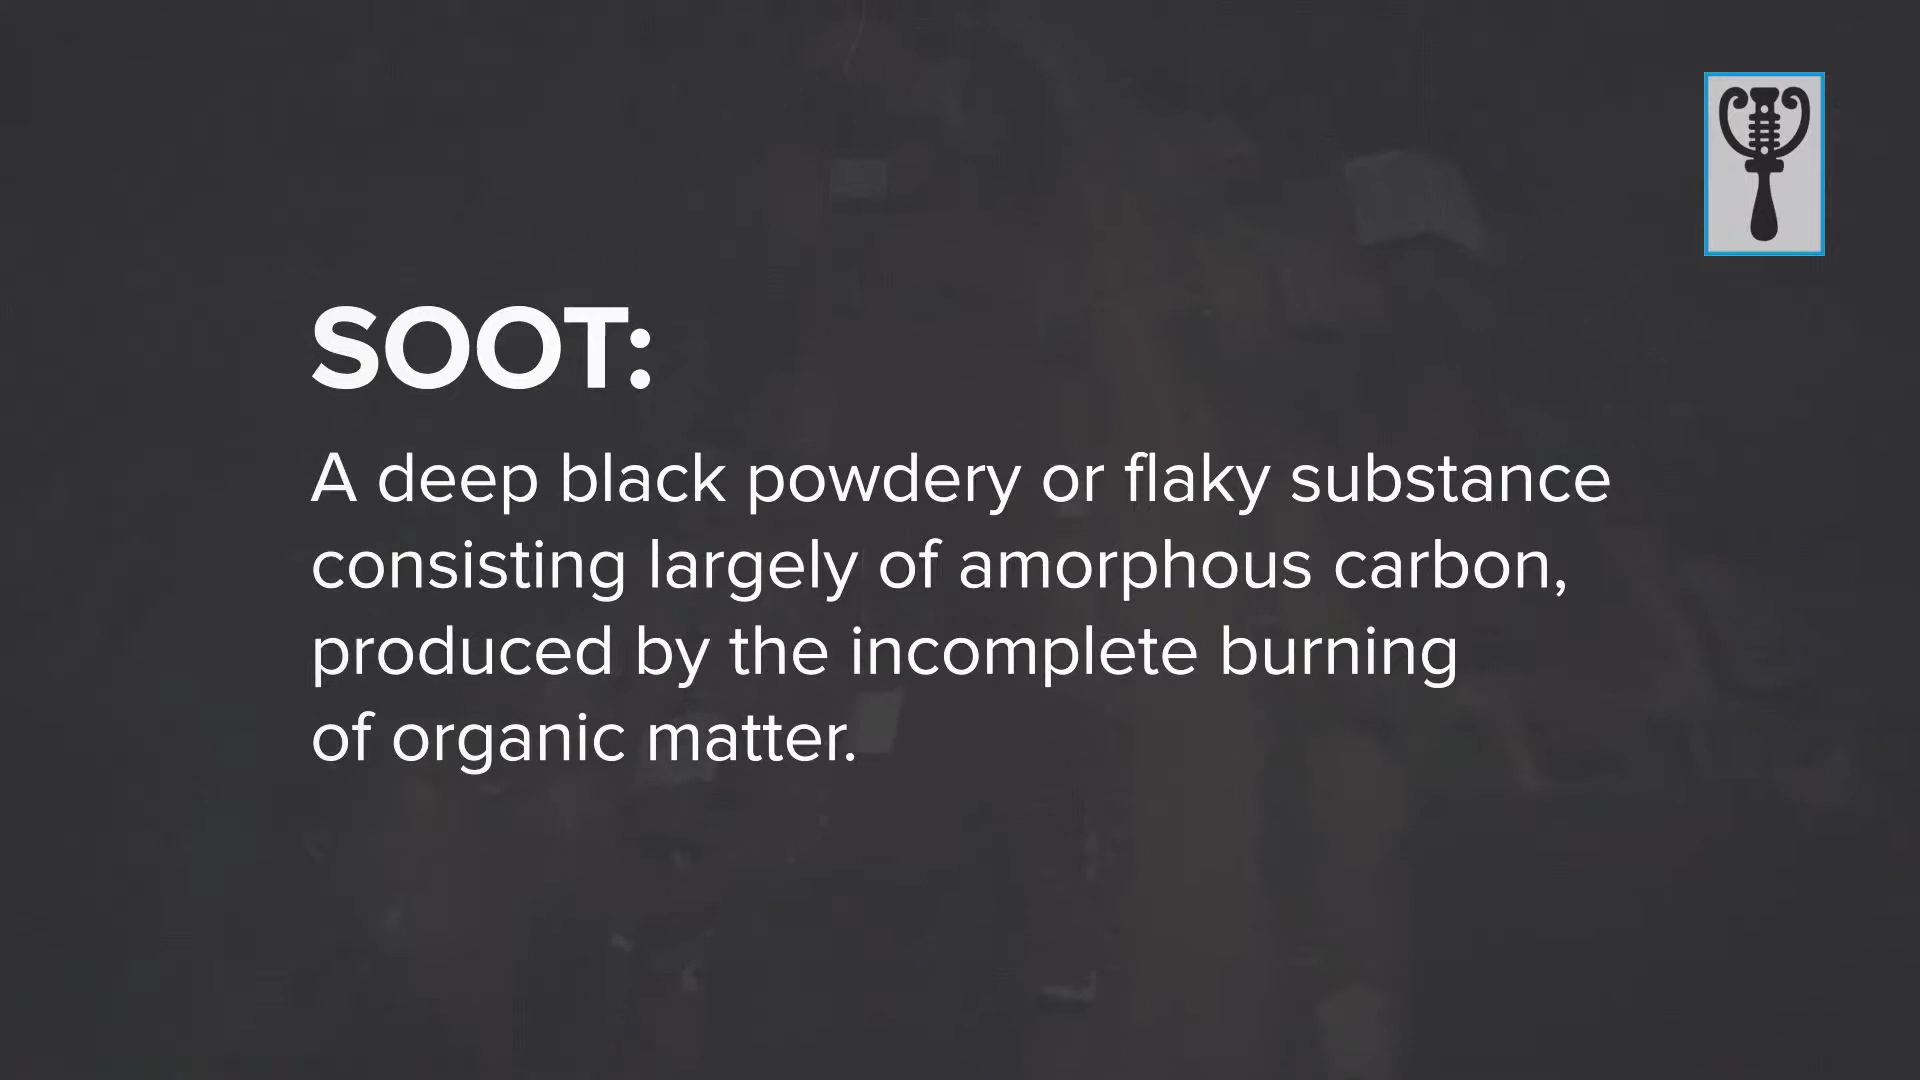 SOOT:
A deep black powdery or flaky substance
consisting largely of amorphous carbon,
produced by the incomplete burning
of organic matter.